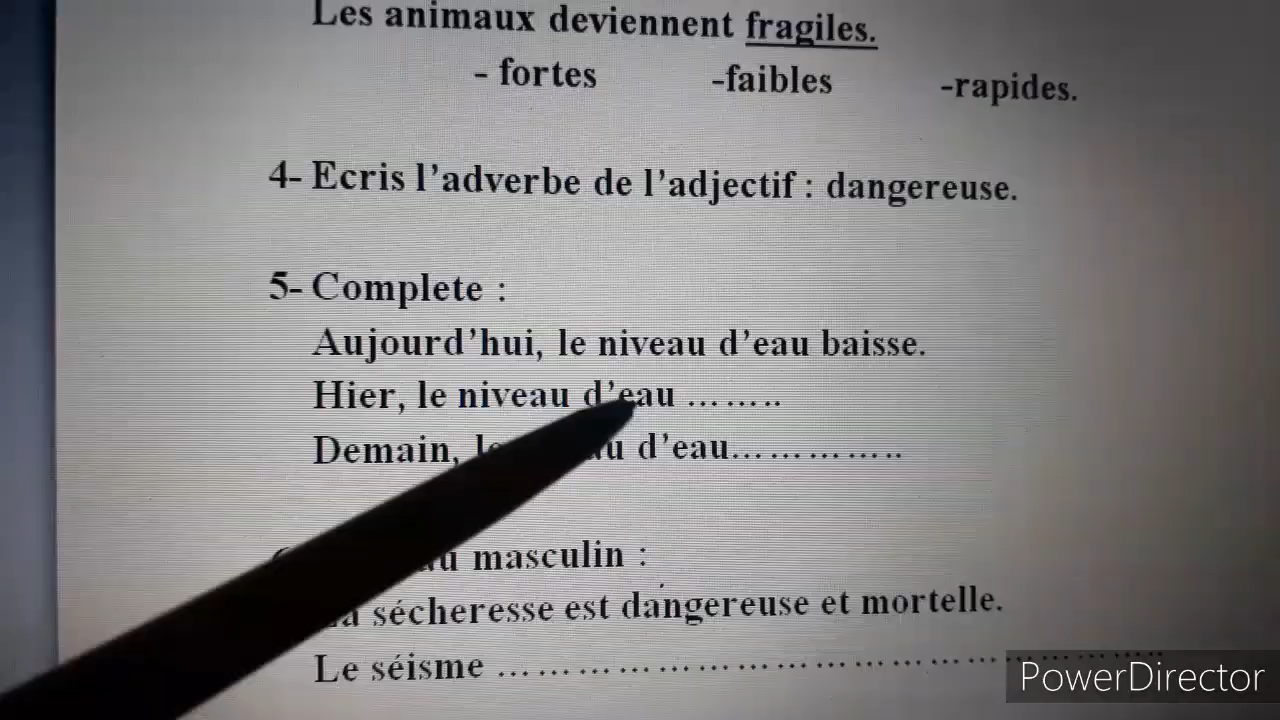 Les animaux deviennent fragiles.
- fortes -faibles -rapides.
4- Ecris l’adverbe de l’adjectif : dangereuse.
5- Complete :
Aujourd’hui, le niveau d’eau baisse.
Hier, le niveau d’eau ........
Demain, d’eau..............
au masculin :
sécheresse est dangereuse et mortelle.
Le séisme ................................................
PowerDirector